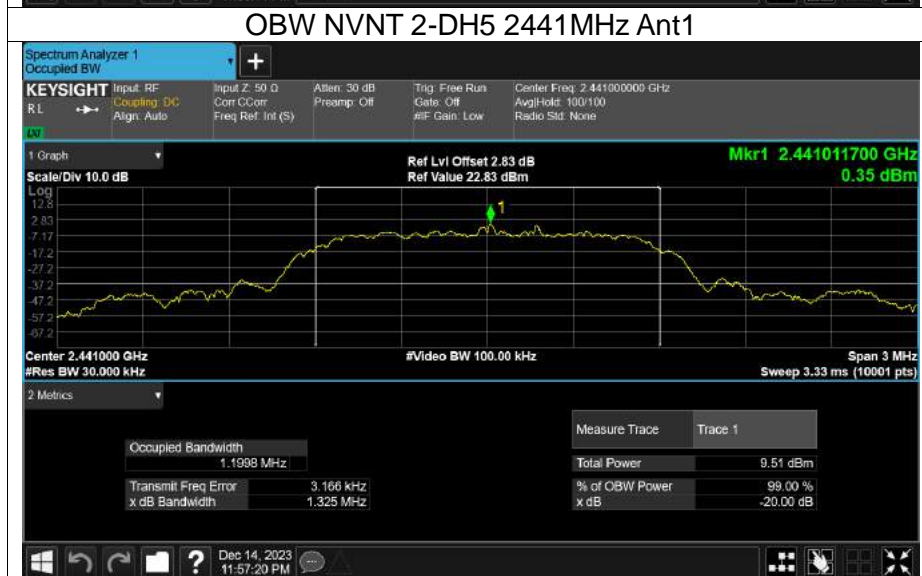 OBW NVNT 2-DH5 2441MHz Ant1
Spectrum Analyzer 1
Occupied BW
+
KEYSIGHT Input: RF Input Z: 50 Ω Atten: 30 dB Trig: Free Run Center Freq: 2.441000000 GHz
RL Coupling: DC Corr CCorr Preamp: Off Gate: Off Avg|Hold: 100/100
Align: Auto Freq Ref: Int (S) #IF Gain: Low Radio Std: None
LXI
1 Graph Ref Lvl Offset 2.83 dB Mkr1 2.441011700 GHz
Scale/Div 10.0 dB Ref Value 22.83 dBm 0.35 dBm
Log
12.8
2.83
-7.17
-17.2
-27.2
-37.2
-47.2
-57.2
-67.2
1
Center 2.441000 GHz #Video BW 100.00 kHz Span 3 MHz
#Res BW 30.000 kHz Sweep 3.33 ms (10001 pts)
2 Metrics
Measure Trace Trace 1
Occupied Bandwidth
1.1998 MHz Total Power 9.51 dBm
Transmit Freq Error 3.166 kHz % of OBW Power 99.00 %
x dB Bandwidth 1.325 MHz x dB -20.00 dB
? Dec 14, 2023
11:57:20 PM